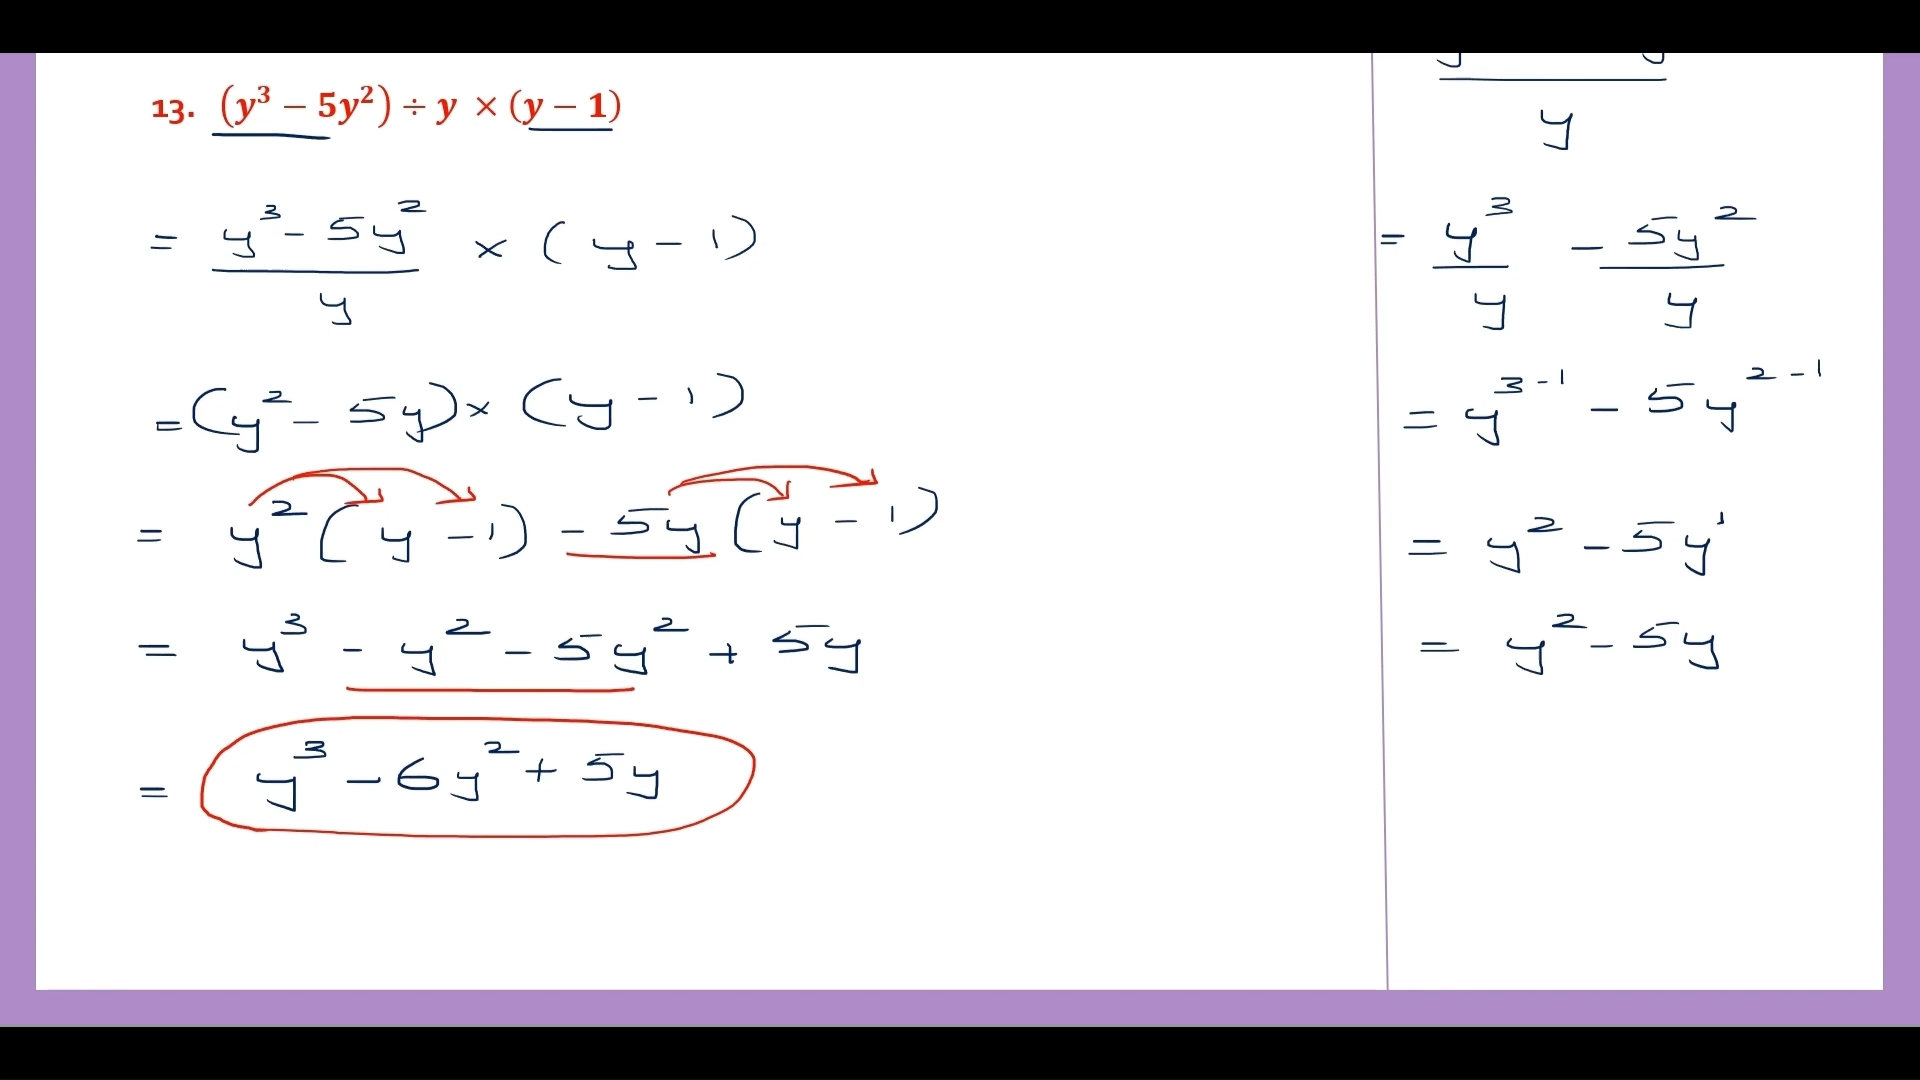 13. (y³ − 5y²) ÷ y × (y − 1)
= y³ - 5y² / y × (y - 1)
= (y² - 5y) × (y - 1)
= y² (y - 1) - 5y (y - 1)
= y³ - y² - 5y² + 5y
= y³ - 6y² + 5y
y
= y³ / y - 5y² / y
= y³⁻¹ - 5y²⁻¹
= y² - 5y¹
= y² - 5y